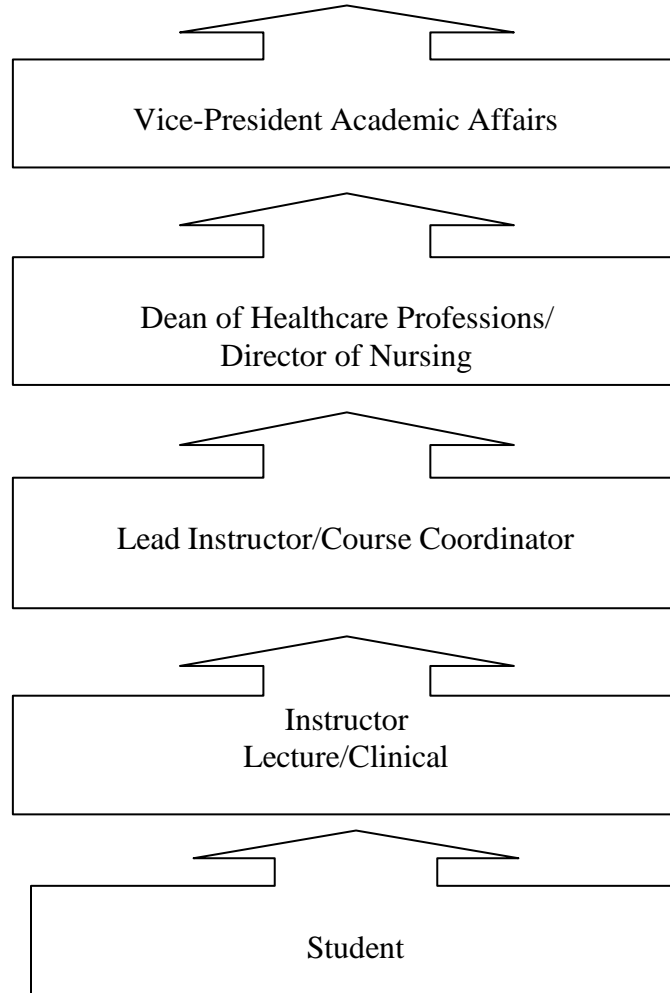 Vice-President Academic Affairs
Dean of Healthcare Professions/
Director of Nursing
Lead Instructor/Course Coordinator
Instructor
Lecture/Clinical
Student